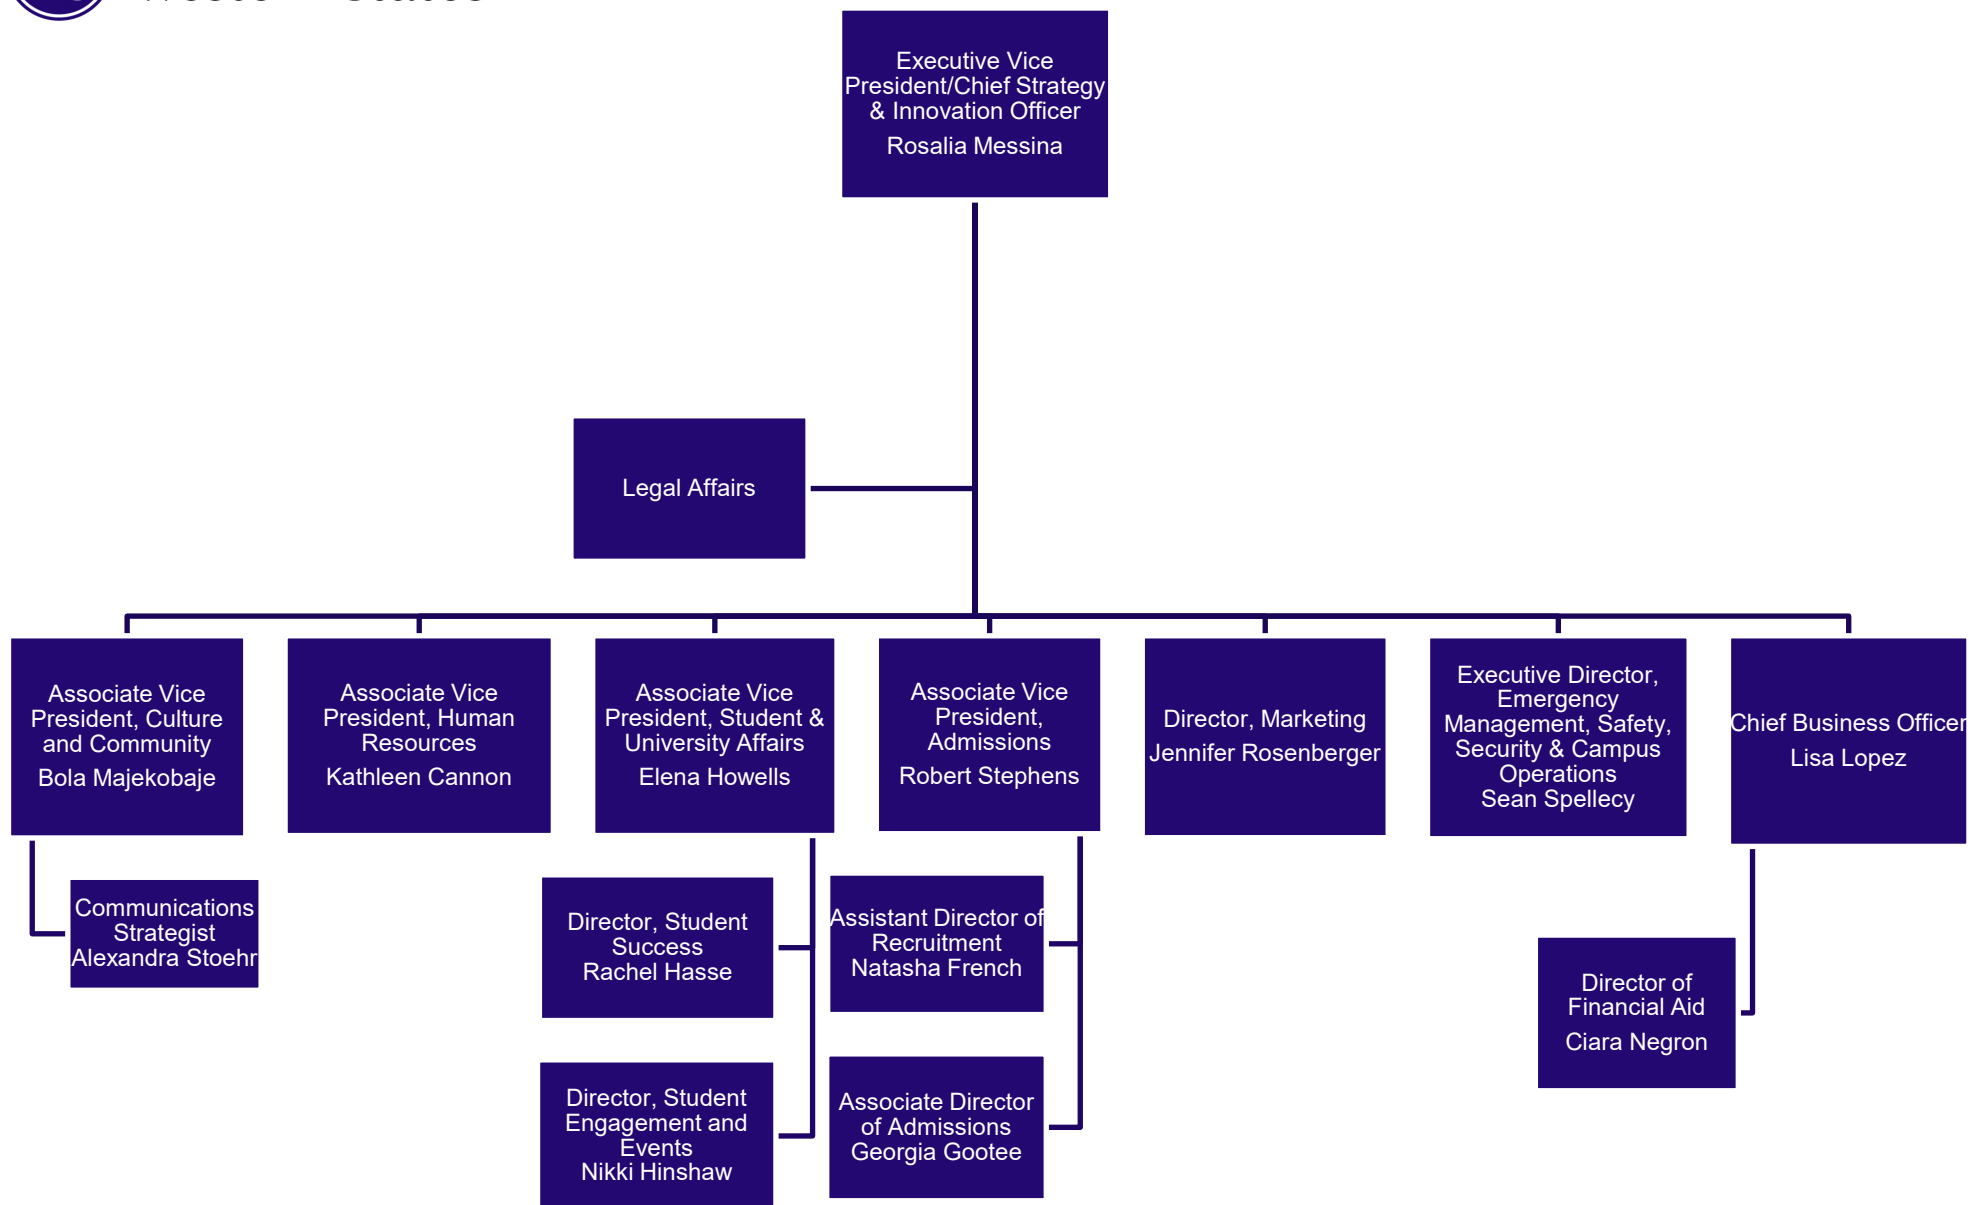 Executive Vice
President/Chief Strategy
& Innovation Officer
Rosalia Messina
Legal Affairs
Associate Vice
President, Culture
and Community
Bola Majekobaje
Associate Vice
President, Human
Resources
Kathleen Cannon
Associate Vice
President, Student &
University Affairs
Elena Howells
Associate Vice
President,
Admissions
Robert Stephens
Director, Marketing
Jennifer Rosenberger
Executive Director,
Emergency
Management, Safety,
Security & Campus
Operations
Sean Spellecy
Chief Business Officer
Lisa Lopez
Communications
Strategist
Alexandra Stoehr
Director, Student
Success
Rachel Hasse
Assistant Director of
Recruitment
Natasha French
Director of
Financial Aid
Ciara Negron
Director, Student
Engagement and
Events
Nikki Hinshaw
Associate Director
of Admissions
Georgia Gootee